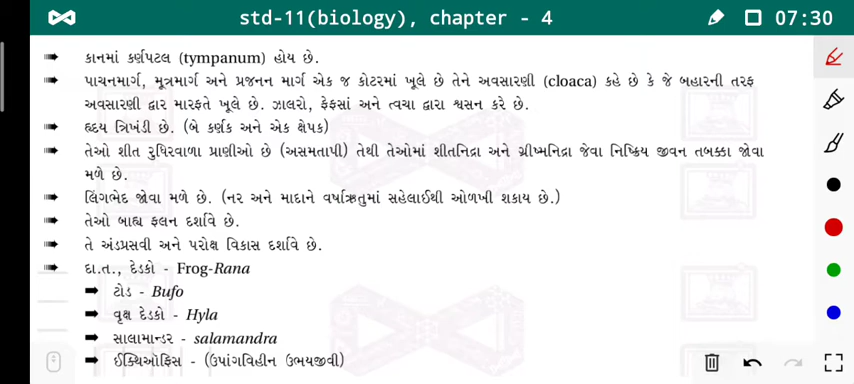 std-11(biology), chapter - 4
07:30
➠ કાનમાં કર્ણપટલ (tympanum) હોય છે.
➠ પાચનમાર્ગ, મૂત્રમાર્ગ અને પ્રજનન માર્ગ એક જ કોટરમાં ખૂલે છે તેને અવસારણી (cloaca) કહે છે કે જે બહારની તરફ
અવસારણી દ્વાર મારફતે ખૂલે છે. ઝાલરો, ફેફસાં અને ત્વચા દ્વારા શ્વસન કરે છે.
➠ હૃદય ત્રિખંડી છે. (બે કર્ણક અને એક ક્ષેપક)
➠ તેઓ શીત રુધિરવાળા પ્રાણીઓ છે (અસમતાપી) તેથી તેઓમાં શીતનિદ્રા અને ગ્રીષ્મનિદ્રા જેવા નિષ્ક્રિય જીવન તબક્કા જોવા
મળે છે.
➠ લિંગભેદ જોવા મળે છે. (નર અને માદાને વર્ષાઋતુમાં સહેલાઈથી ઓળખી શકાય છે.)
➠ તેઓ બાહ્ય ફલન દર્શાવે છે.
➠ તે અંડપ્રસવી અને પરોક્ષ વિકાસ દર્શાવે છે.
➠ દા.ત., દેડકો - Frog-Rana
➡ ટોડ - Bufo
➡ વૃક્ષ દેડકો - Hyla
➡ સાલામાન્ડર - salamandra
➡ ઈક્થિઓફિસ - (ઉપાંગવિહીન ઉભયજીવી)